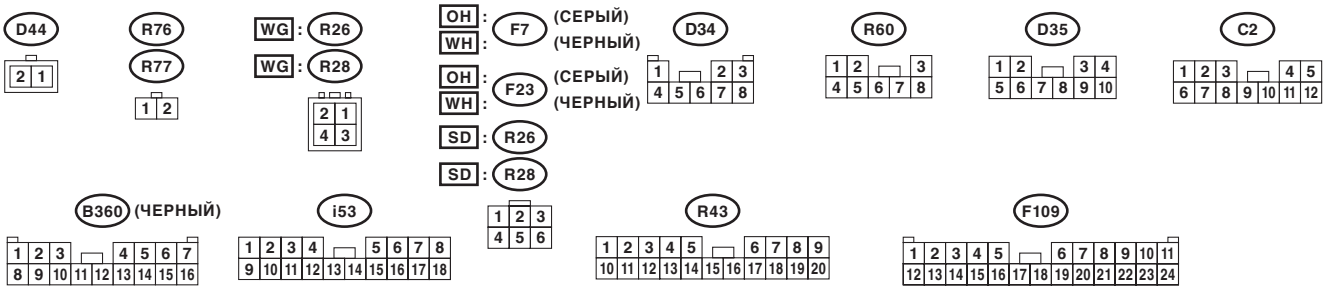 D44
2 1
R76
R77
1 2
WG : R26
WG : R28
2 1
4 3
OH : F7 (СЕРЫЙ)
WH : (ЧЕРНЫЙ)
OH : F23 (СЕРЫЙ)
WH : (ЧЕРНЫЙ)
SD : R26
SD : R28
1 2 3
4 5 6
D34
1 2 3
4 5 6 7 8
R60
1 2 3
4 5 6 7 8
D35
1 2 3 4
5 6 7 8 9 10
C2
1 2 3 4 5
6 7 8 9 10 11 12
B360 (ЧЕРНЫЙ)
1 2 3 4 5 6 7
8 9 10 11 12 13 14 15 16
i53
1 2 3 4 5 6 7 8
9 10 11 12 13 14 15 16 17 18
R43
1 2 3 4 5 6 7 8 9
10 11 12 13 14 15 16 17 18 19 20
F109
1 2 3 4 5 6 7 8 9 10 11
12 13 14 15 16 17 18 19 20 21 22 23 24